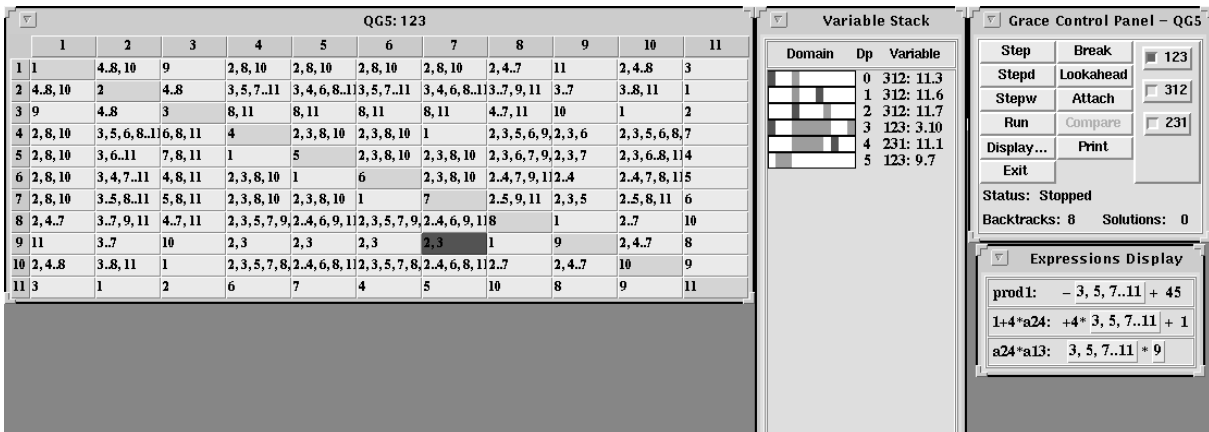 QG5: 123
1 2 3 4 5 6 7 8 9 10 11
1 1 4..8, 10 9 2, 8, 10 2, 8, 10 2, 8, 10 2, 8, 10 2, 4..7 11 2, 4..8 3
2 4..8, 10 2 4..8 3, 5, 7..11 3, 4, 6, 8..11 3, 5, 7..11 3, 4, 6, 8..11 3..7, 9, 11 3..7 3..8, 11 1
3 9 4..8 3 8, 11 8, 11 8, 11 8, 11 4..7, 11 10 1 2
4 2, 8, 10 3, 5, 6, 8..11 6, 8, 11 4 2, 3, 8, 10 2, 3, 8, 10 1 2, 3, 5, 6, 9, 2, 3, 6 2, 3, 5, 6, 8, 7
5 2, 8, 10 3, 6..11 7, 8, 11 1 5 2, 3, 8, 10 2, 3, 8, 10 2, 3, 6, 7, 9, 2, 3, 7 2, 3, 6..8, 11 4
6 2, 8, 10 3, 4, 7..11 4, 8, 11 2, 3, 8, 10 1 6 2, 3, 8, 10 2..4, 7, 9, 11 2..4 2..4, 7, 8, 11 5
7 2, 8, 10 3..5, 8..11 5, 8, 11 2, 3, 8, 10 2, 3, 8, 10 1 7 2..5, 9, 11 2, 3, 5 2..5, 8, 11 6
8 2, 4..7 3..7, 9, 11 4..7, 11 2, 3, 5, 7, 9, 2..4, 6, 9, 11 2, 3, 5, 7, 9, 2..4, 6, 9, 11 8 1 2..7 10
9 11 3..7 10 2, 3 2, 3 2, 3 2, 3 1 9 2, 4..7 8
10 2, 4..8 3..8, 11 1 2, 3, 5, 7, 8, 2..4, 6, 8, 11 2, 3, 5, 7, 8, 2..4, 6, 8, 11 2..7 2, 4..7 10 9
11 3 1 2 6 7 4 5 10 8 9 11
Variable Stack
Domain Dp Variable
0 312: 11.3
1 312: 11.6
2 312: 11.7
3 123: 3.10
4 231: 11.1
5 123: 9.7
Grace Control Panel – QG5
Step Break 123
Stepd Lookahead
Stepw Attach 312
Run Compare 231
Display... Print
Exit
Status: Stopped
Backtracks: 8 Solutions: 0
Expressions Display
prod1: – 3, 5, 7..11 + 45
1+4*a24: +4* 3, 5, 7..11 + 1
a24*a13: 3, 5, 7..11 * 9